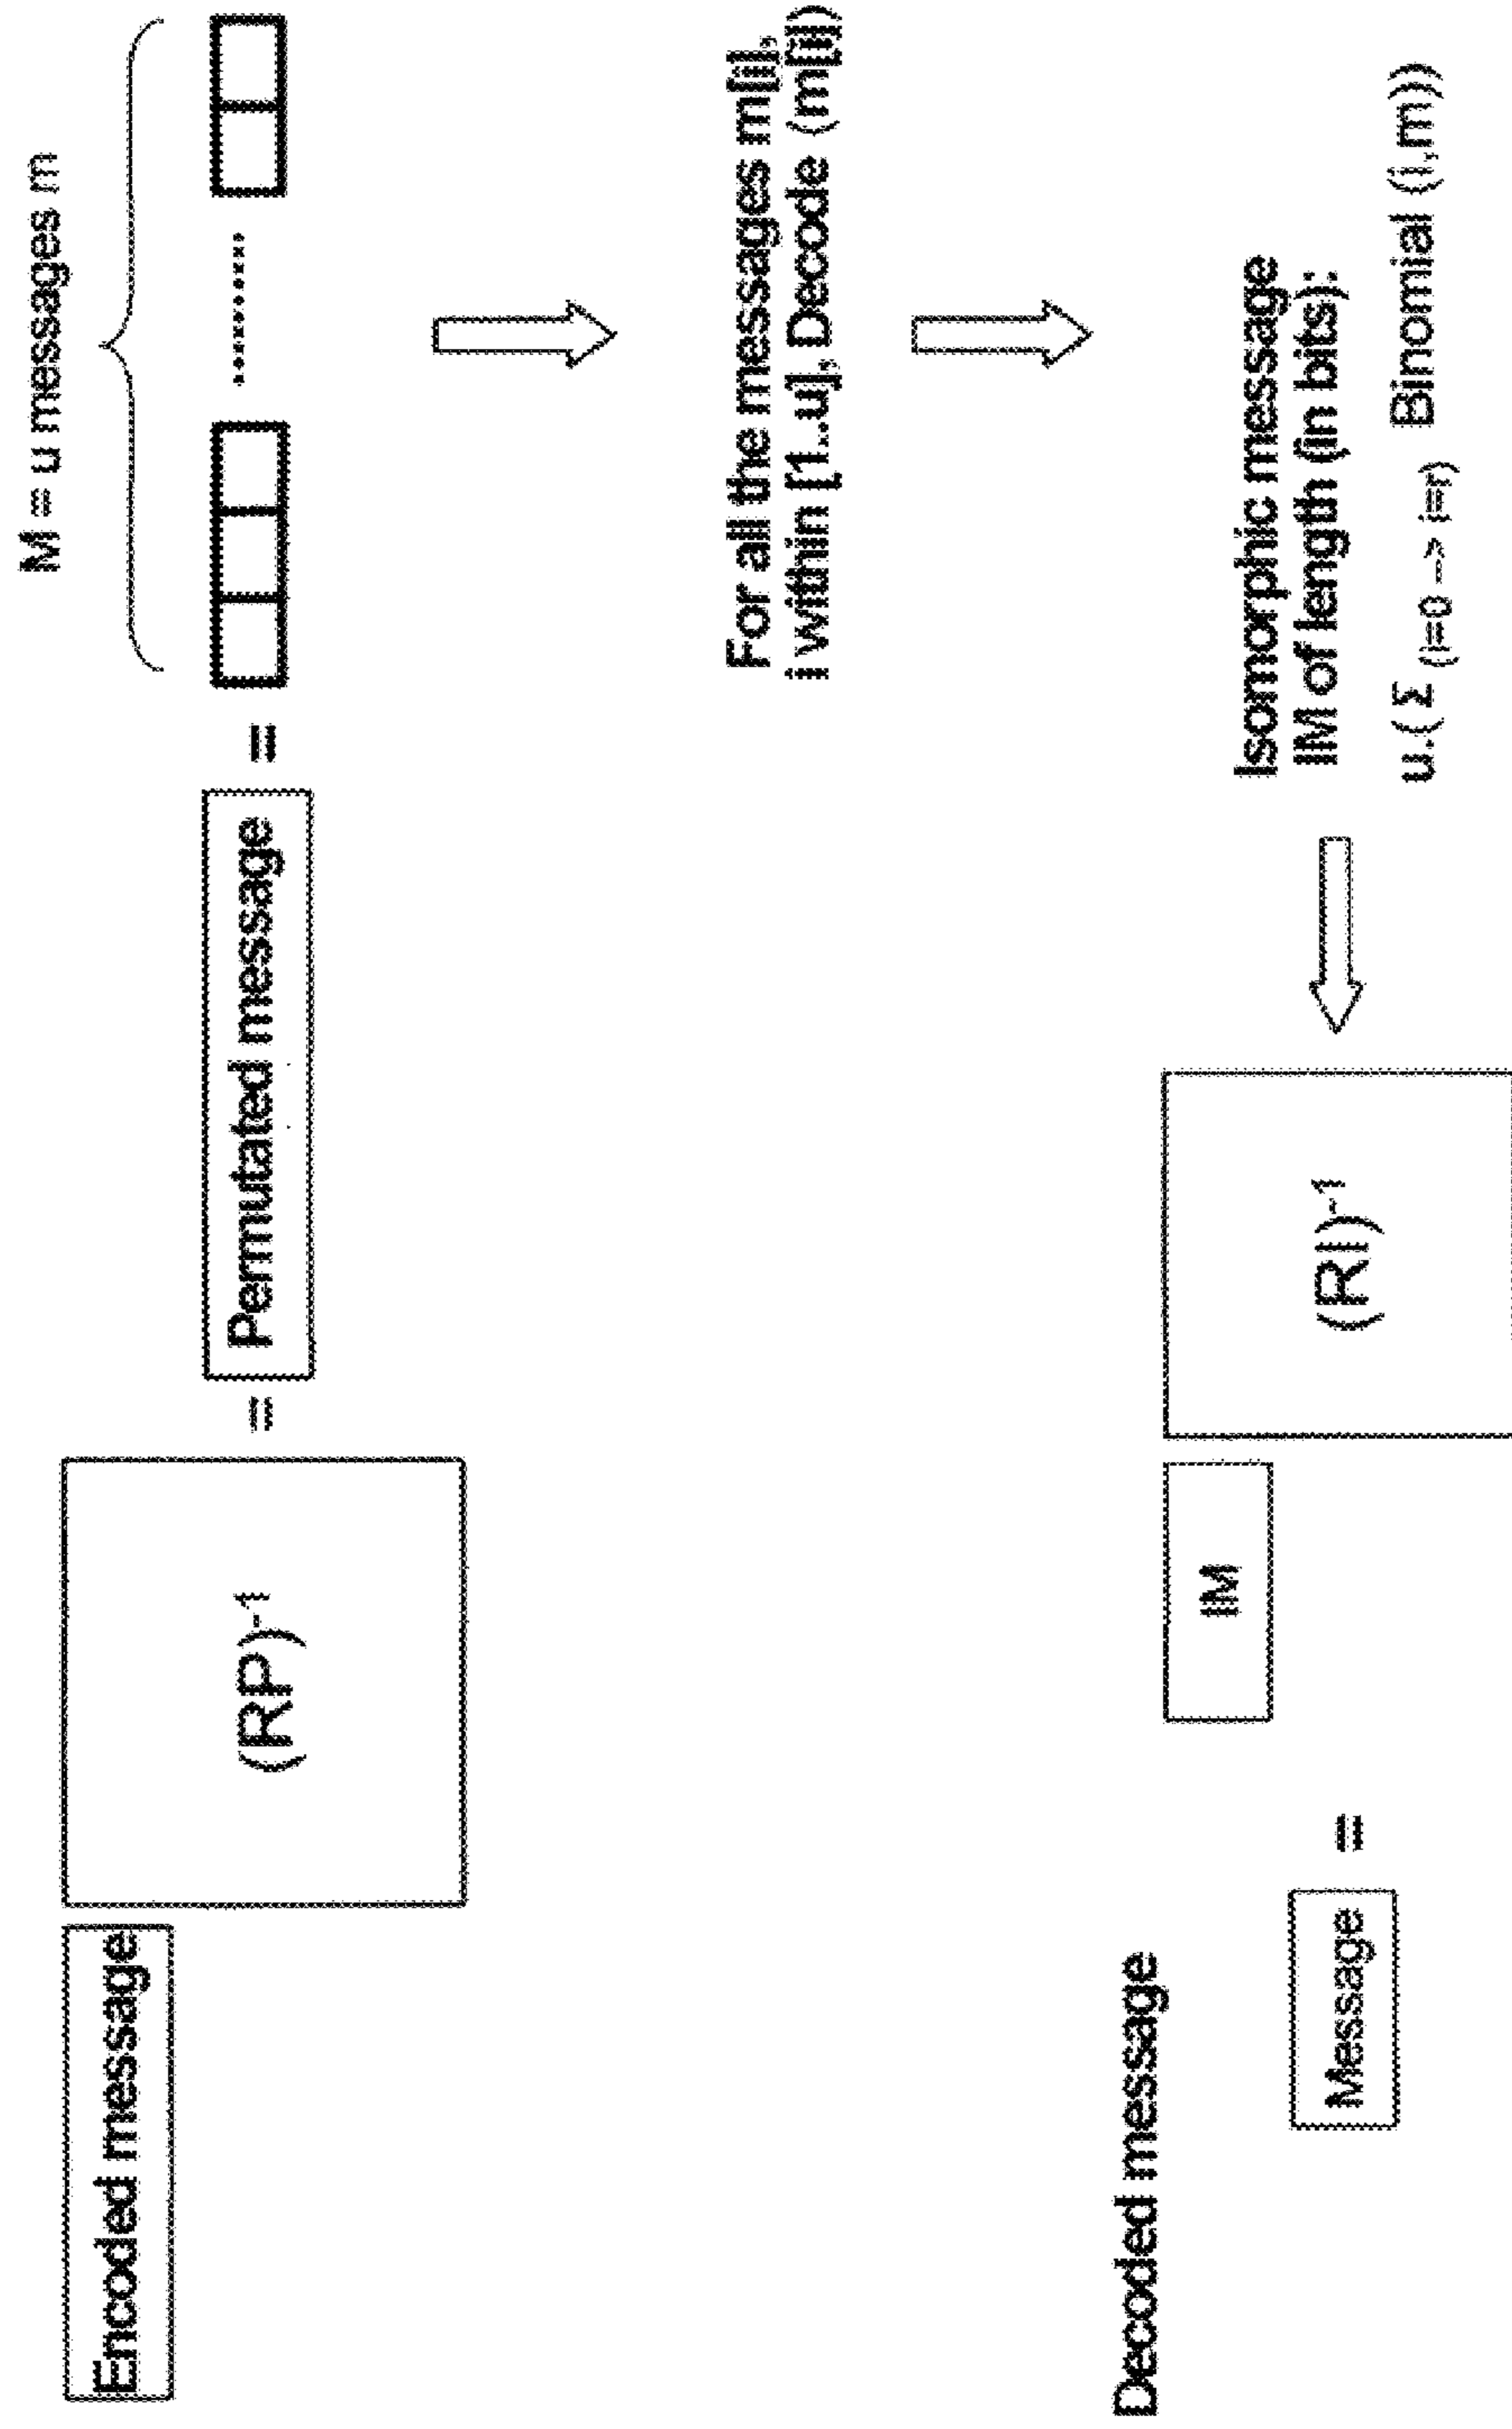 M = u messages m
Encoded message
(RP)⁻¹
=
Permutated message
=
For all the messages m[i],
i within [1..u], Decode (m[i])
Isomorphic message
IM of length (in bits):
u.( Σ (i=0 --> i=r) Binomial (i,m))
Decoded message
Message
=
IM
(RI)⁻¹